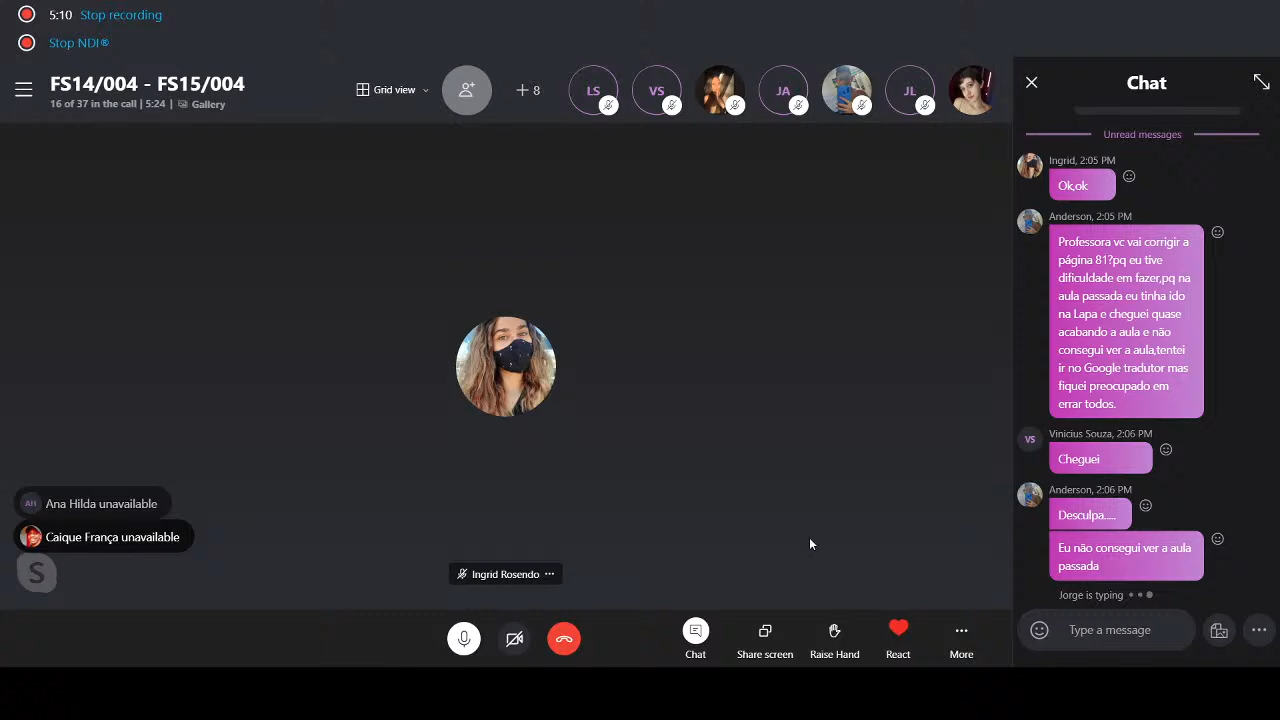 5:10 Stop recording
Stop NDI®
FS14/004 - FS15/004
16 of 37 in the call | 5:24 | Gallery
Grid view
+ 8
LS
VS
JA
JL
Chat
Unread messages
Ingrid, 2:05 PM
Ok,ok
Anderson, 2:05 PM
Professora vc vai corrigir a
página 81?pq eu tive
dificuldade em fazer,pq na
aula passada eu tinha ido
na Lapa e cheguei quase
acabando a aula e não
consegui ver a aula,tentei
ir no Google tradutor mas
fiquei preocupado em
errar todos.
VS
Vinicius Souza, 2:06 PM
Cheguei
Anderson, 2:06 PM
Desculpa.....
Eu não consegui ver a aula
passada
Jorge is typing
Type a message
AH Ana Hilda unavailable
Caique França unavailable
S
Ingrid Rosendo
Chat
Share screen
Raise Hand
React
More